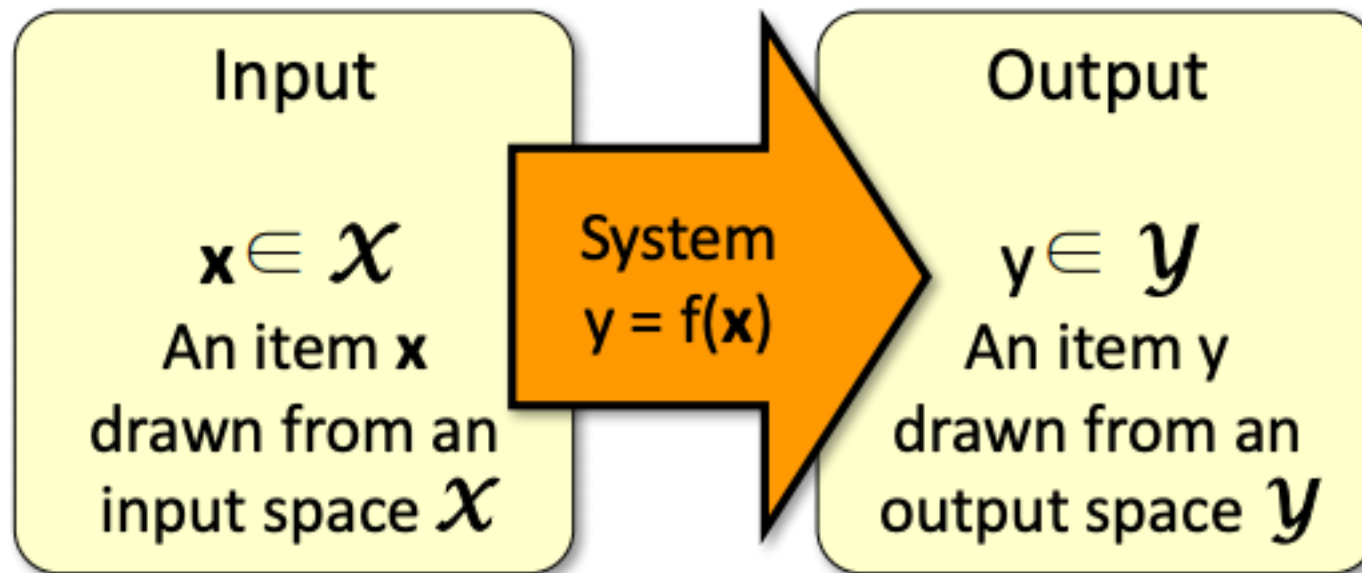 Input
x ∈ 𝒳
An item x
drawn from an
input space 𝒳
System
y = f(x)
Output
y ∈ 𝒴
An item y
drawn from an
output space 𝒴